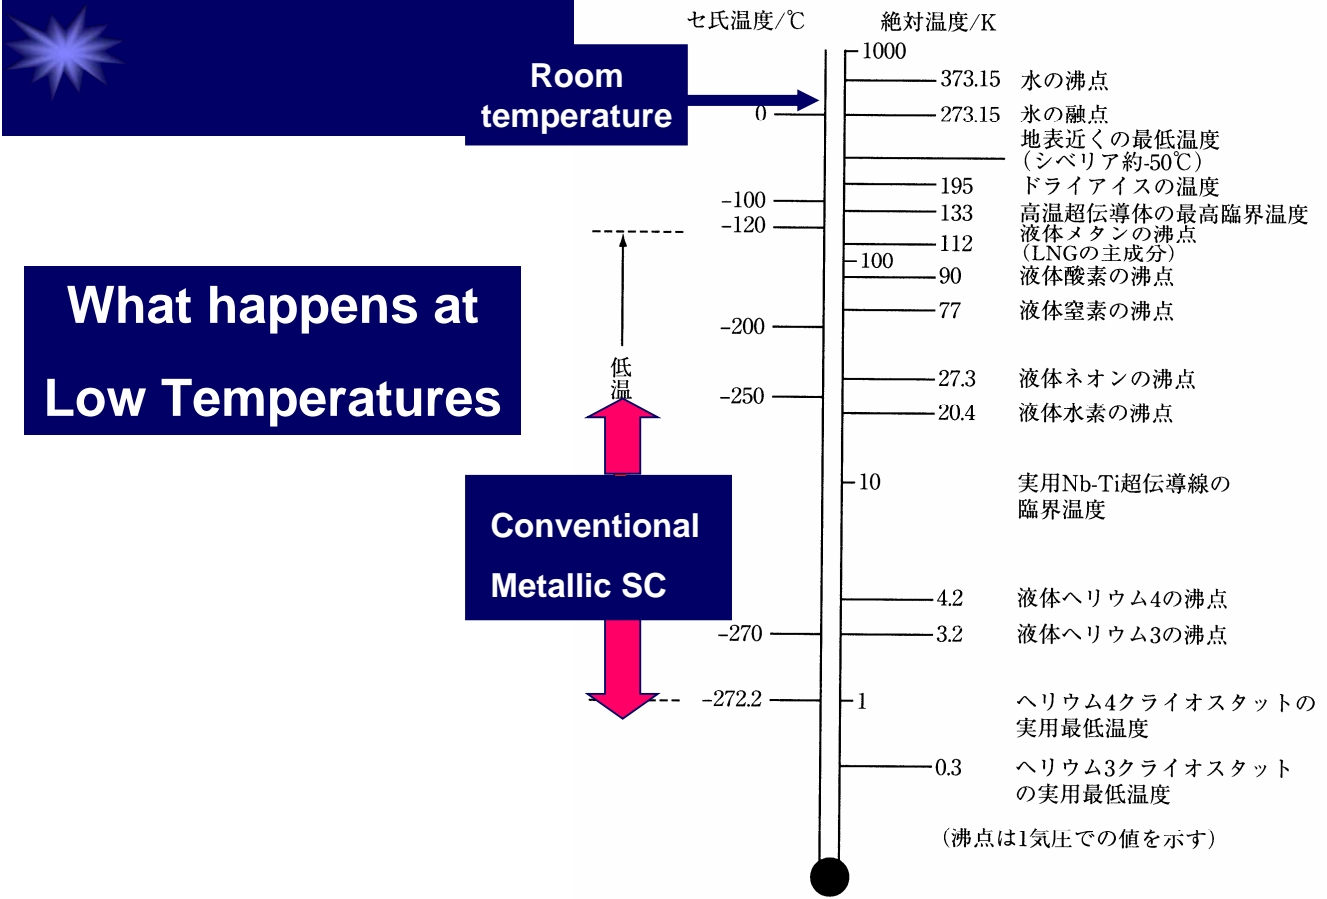 セ氏温度/℃
絶対温度/K
Room
temperature
What happens at
Low Temperatures
低
温
Conventional
Metallic SC
0
-100
-120
-200
-250
-270
-272.2
1000
373.15 水の沸点
273.15 氷の融点
地表近くの最低温度
(シベリア約-50℃)
195 ドライアイスの温度
133 高温超伝導体の最高臨界温度
液体メタンの沸点
112 (LNGの主成分)
100
90 液体酸素の沸点
77 液体窒素の沸点
27.3 液体ネオンの沸点
20.4 液体水素の沸点
10 実用Nb-Ti超伝導線の
臨界温度
4.2 液体ヘリウム4の沸点
3.2 液体ヘリウム3の沸点
1 ヘリウム4クライオスタットの
実用最低温度
0.3 ヘリウム3クライオスタット
の実用最低温度
(沸点は1気圧での値を示す)